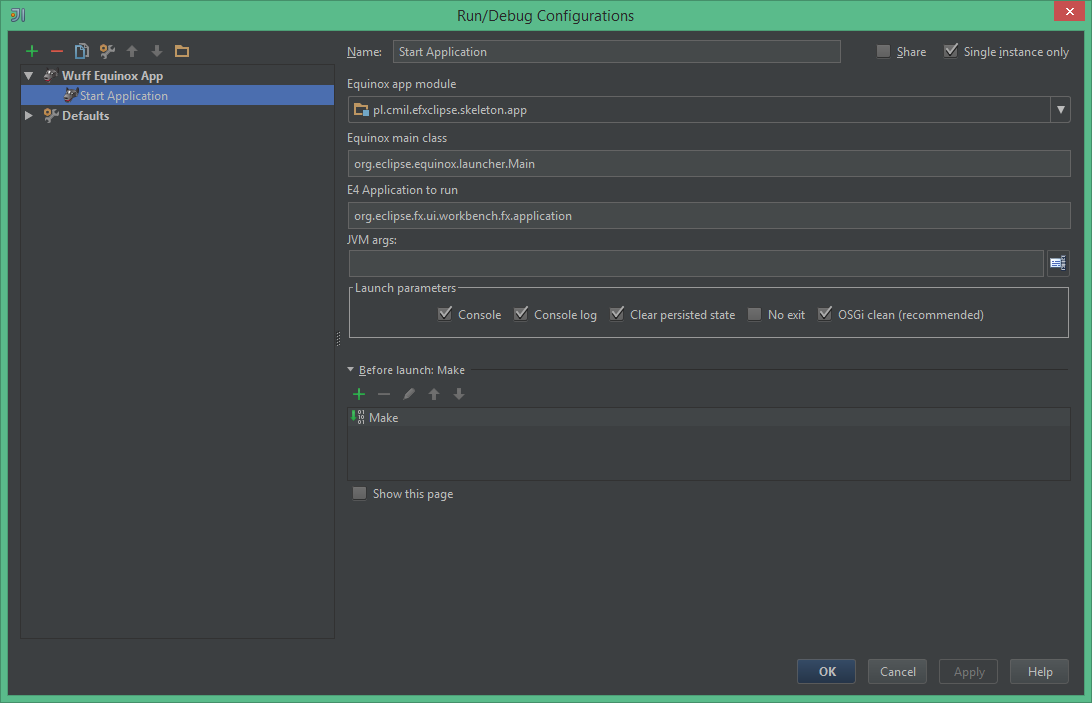 Run/Debug Configurations
Name: Start Application Share Single instance only
Wuff Equinox App
Start Application
Defaults
Equinox app module
pl.cmil.efxclipse.skeleton.app
Equinox main class
org.eclipse.equinox.launcher.Main
E4 Application to run
org.eclipse.fx.ui.workbench.fx.application
JVM args:
Launch parameters
Console Console log Clear persisted state No exit OSGi clean (recommended)
Before launch: Make
Make
Show this page
OK Cancel Apply Help